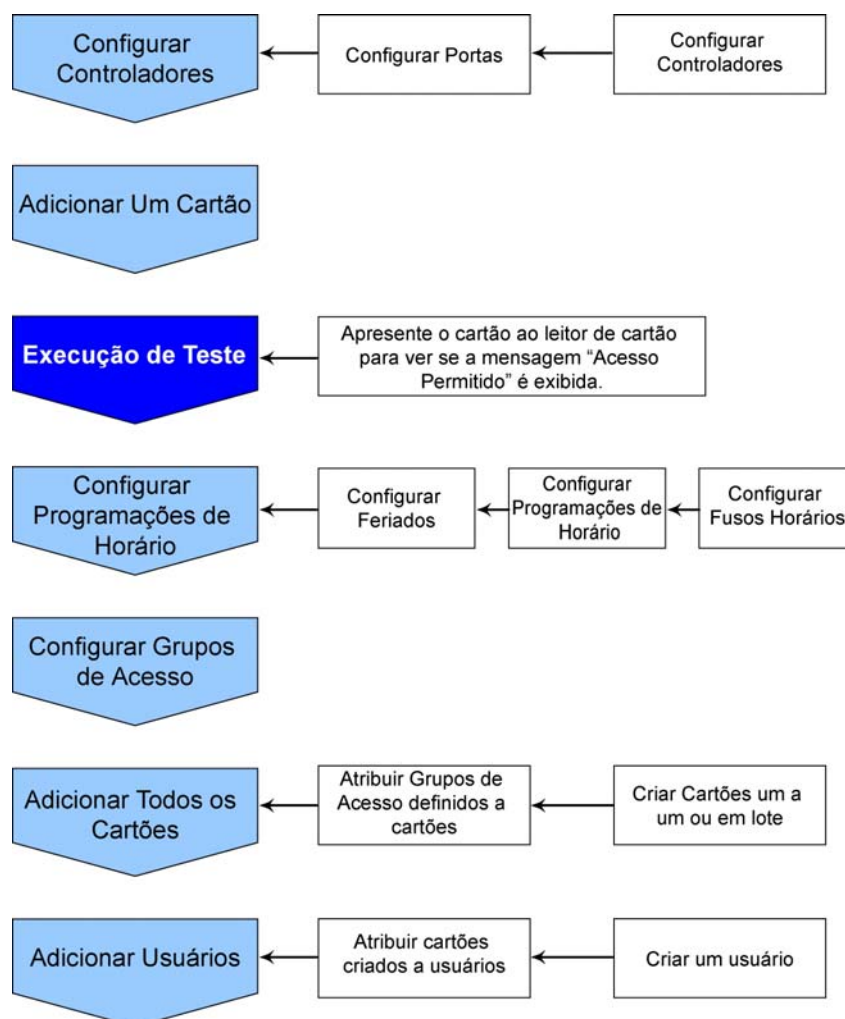 Configurar
Controladores
Configurar Portas
Configurar
Controladores
Adicionar Um Cartão
Execução de Teste
Apresente o cartão ao leitor de cartão
para ver se a mensagem “Acesso
Permitido” é exibida.
Configurar
Programações de
Horário
Configurar
Feriados
Configurar
Programações de
Horário
Configurar
Fusos Horários
Configurar Grupos
de Acesso
Adicionar Todos os
Cartões
Atribuir Grupos de
Acesso definidos a
cartões
Criar Cartões um a
um ou em lote
Adicionar Usuários
Atribuir cartões
criados a usuários
Criar um usuário